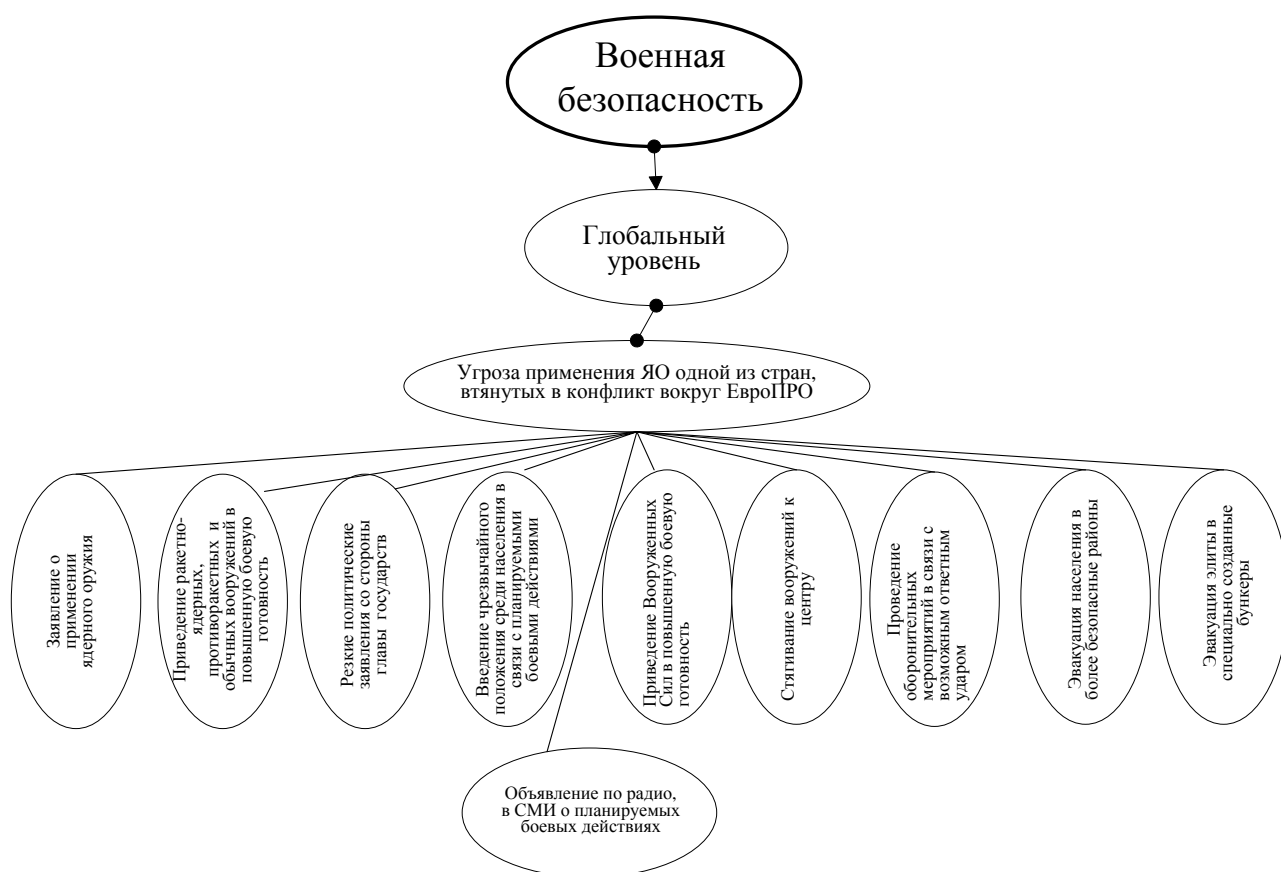 Военная
безопасность
Глобальный
уровень
Угроза применения ЯО одной из стран,
втянутых в конфликт вокруг ЕвроПРО
Заявление о
применении
ядерного оружия
Приведение ракетно-
ядерных,
противоракетных и
обычных вооружений в
повышенную боевую
готовность
Резкие политические
заявления со стороны
главы государств
Введение чрезвычайного
положения среди населения в
связи с планируемыми
боевыми действиями
Приведение Вооруженных
Сил в повышенную боевую
готовность
Стягивание вооружений к
центру
Проведение
оборонительных
мероприятий в связи с
возможным ответным
ударом
Эвакуация населения в
более безопасные районы
Эвакуация элиты в
специально созданные
бункеры
Объявление по радио,
в СМИ о планируемых
боевых действиях